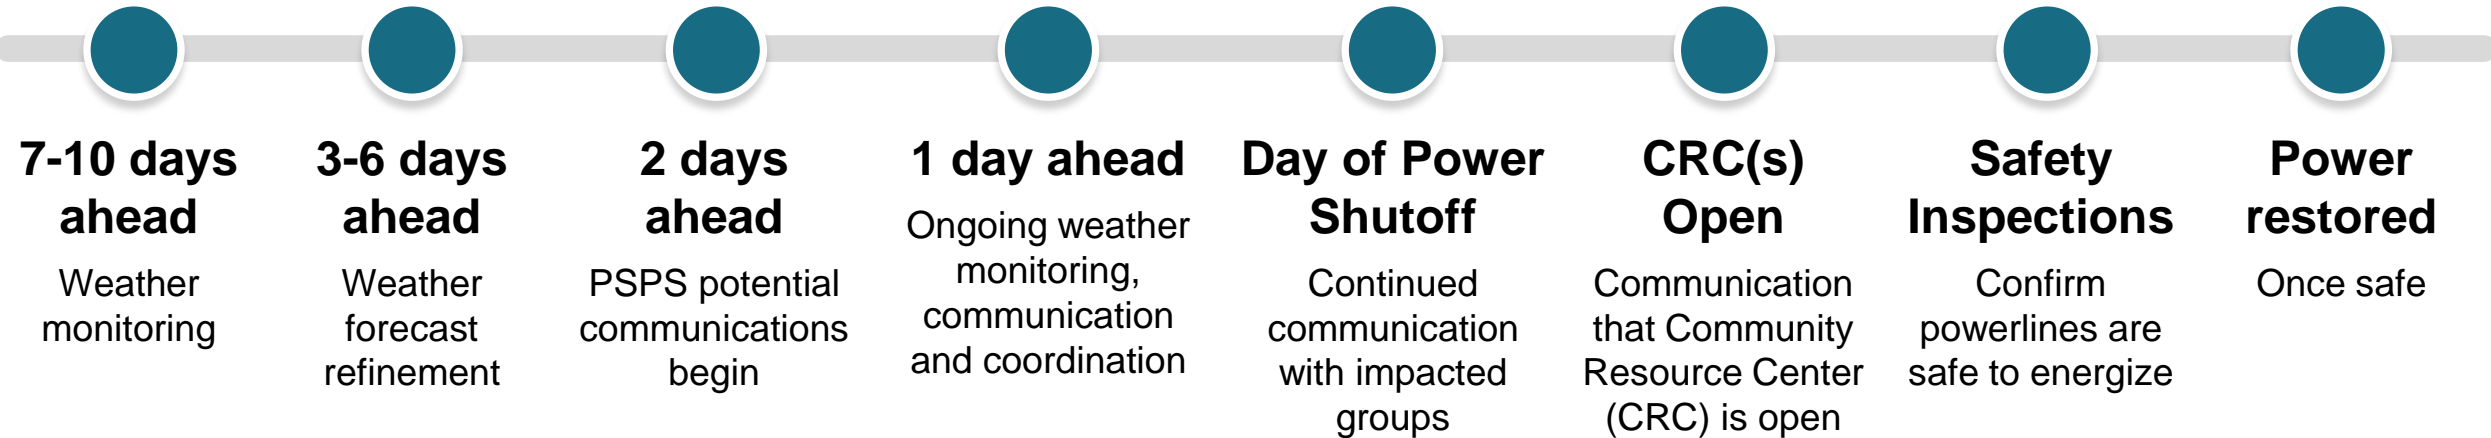 7-10 days
ahead
Weather
monitoring
3-6 days
ahead
Weather
forecast
refinement
2 days
ahead
PSPS potential
communications
begin
1 day ahead
Ongoing weather
monitoring,
communication
and coordination
Day of Power
Shutoff
Continued
communication
with impacted
groups
CRC(s)
Open
Communication
that Community
Resource Center
(CRC) is open
Safety
Inspections
Confirm
powerlines are
safe to energize
Power
restored
Once safe